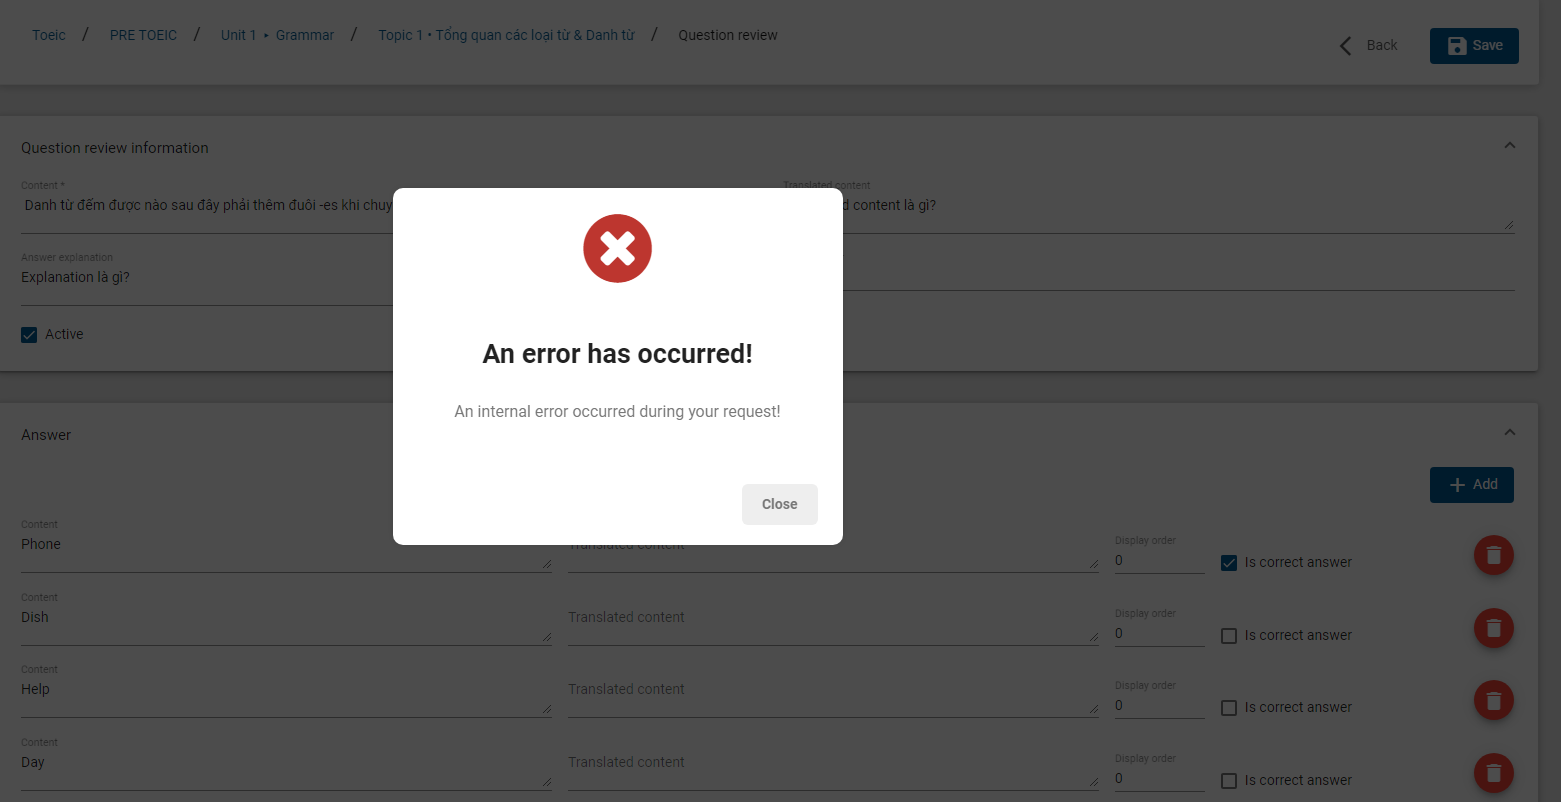 Toeic / PRE TOEIC / Unit 1 ‣ Grammar / Topic 1 • Tổng quan các loại từ & Danh từ / Question review
Back
Save
Question review information
Content *
Translated content
Danh từ đếm được nào sau đây phải thêm đuôi -es khi chuy
d content là gì?
Answer explanation
Explanation là gì?
Active
An error has occurred!
An internal error occurred during your request!
Close
Answer
Add
Content
Phone
Translated content
Display order
0
Is correct answer
Content
Dish
Translated content
Display order
0
Is correct answer
Content
Help
Translated content
Display order
0
Is correct answer
Content
Day
Translated content
Display order
0
Is correct answer